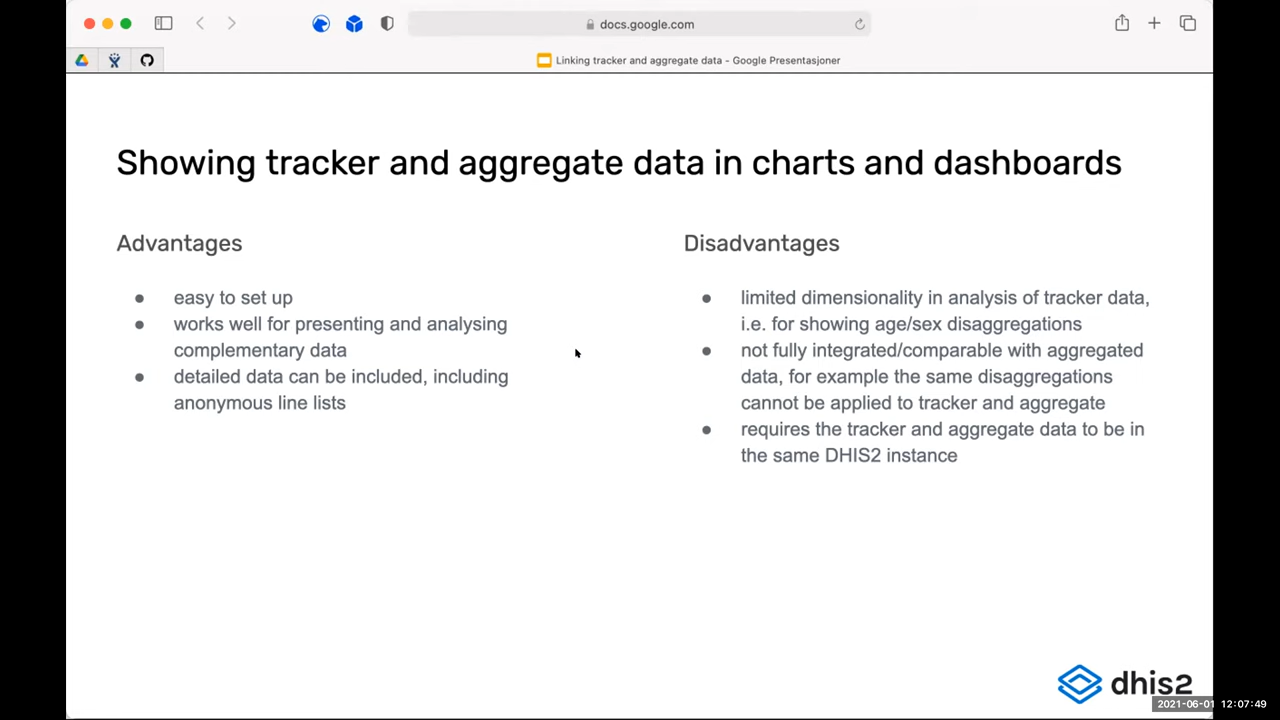 docs.google.com
Linking tracker and aggregate data - Google Presentasjoner
Showing tracker and aggregate data in charts and dashboards
Advantages
● easy to set up
● works well for presenting and analysing
complementary data
● detailed data can be included, including
anonymous line lists
Disadvantages
● limited dimensionality in analysis of tracker data,
i.e. for showing age/sex disaggregations
● not fully integrated/comparable with aggregated
data, for example the same disaggregations
cannot be applied to tracker and aggregate
● requires the tracker and aggregate data to be in
the same DHIS2 instance
dhis2
2021-06-01 12:07:49